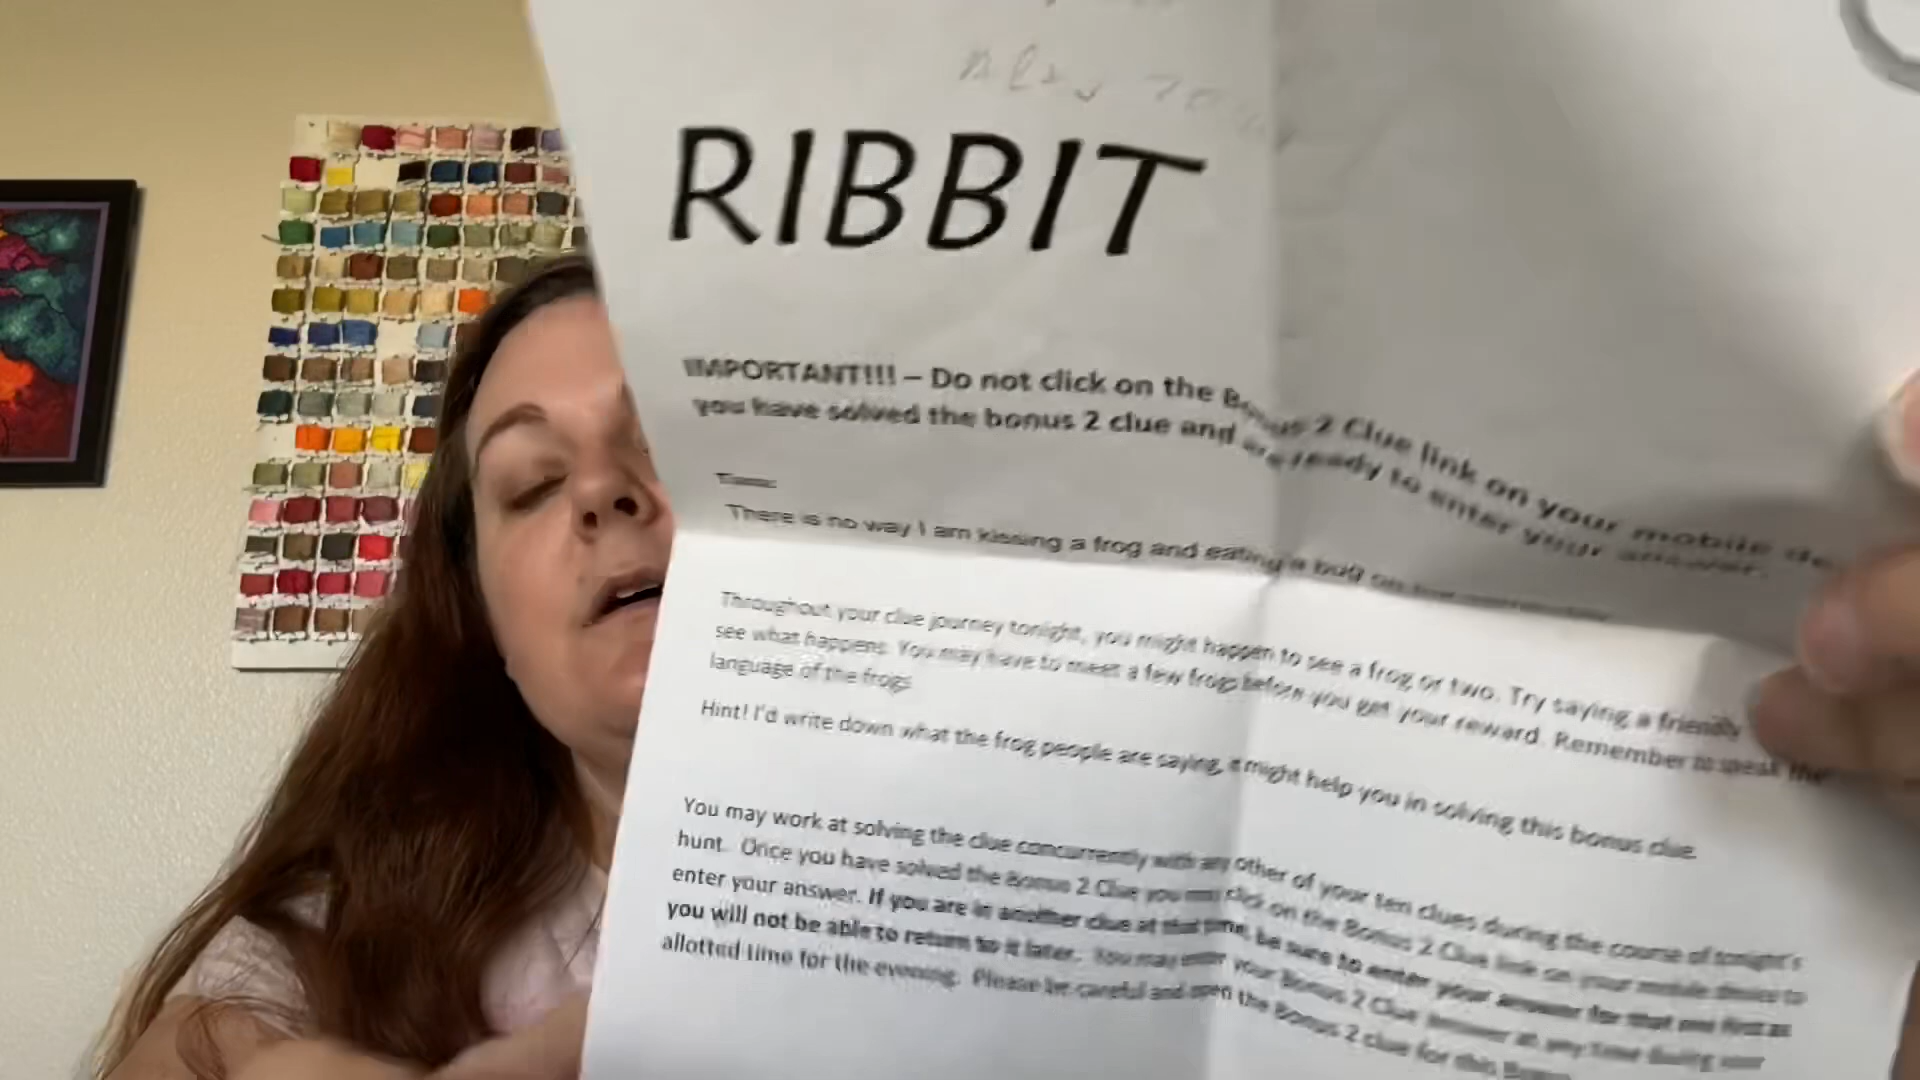 RIBBIT
IMPORTANT!!! – Do not click on the Bonus 2 Clue link on your mobile
you have solved the bonus 2 clue and are ready to enter your answer.
There is no way I am kissing a frog and eating a bug on
Throughout your clue journey tonight, you might happen to see a frog or two. Try saying a friendly
see what happens. You may have to meet a few frogs before you get your reward. Remember to speak the
language of the frogs
Hint! I'd write down what the frog people are saying, it might help you in solving this bonus clue.
You may work at solving the clue concurrently with any other of your ten clues during the course of tonight's
hunt. Once you have solved the Bonus 2 Clue you click on the Bonus 2 Clue link on your mobile device to
enter your answer. If you are in another clue at that time, be sure to enter your answer for that one first as
you will not be able to return to it later. You may enter your Bonus 2 Clue answer at any time during your
allotted time for the evening. Please be careful and open the Bonus 2 clue for this Bonus